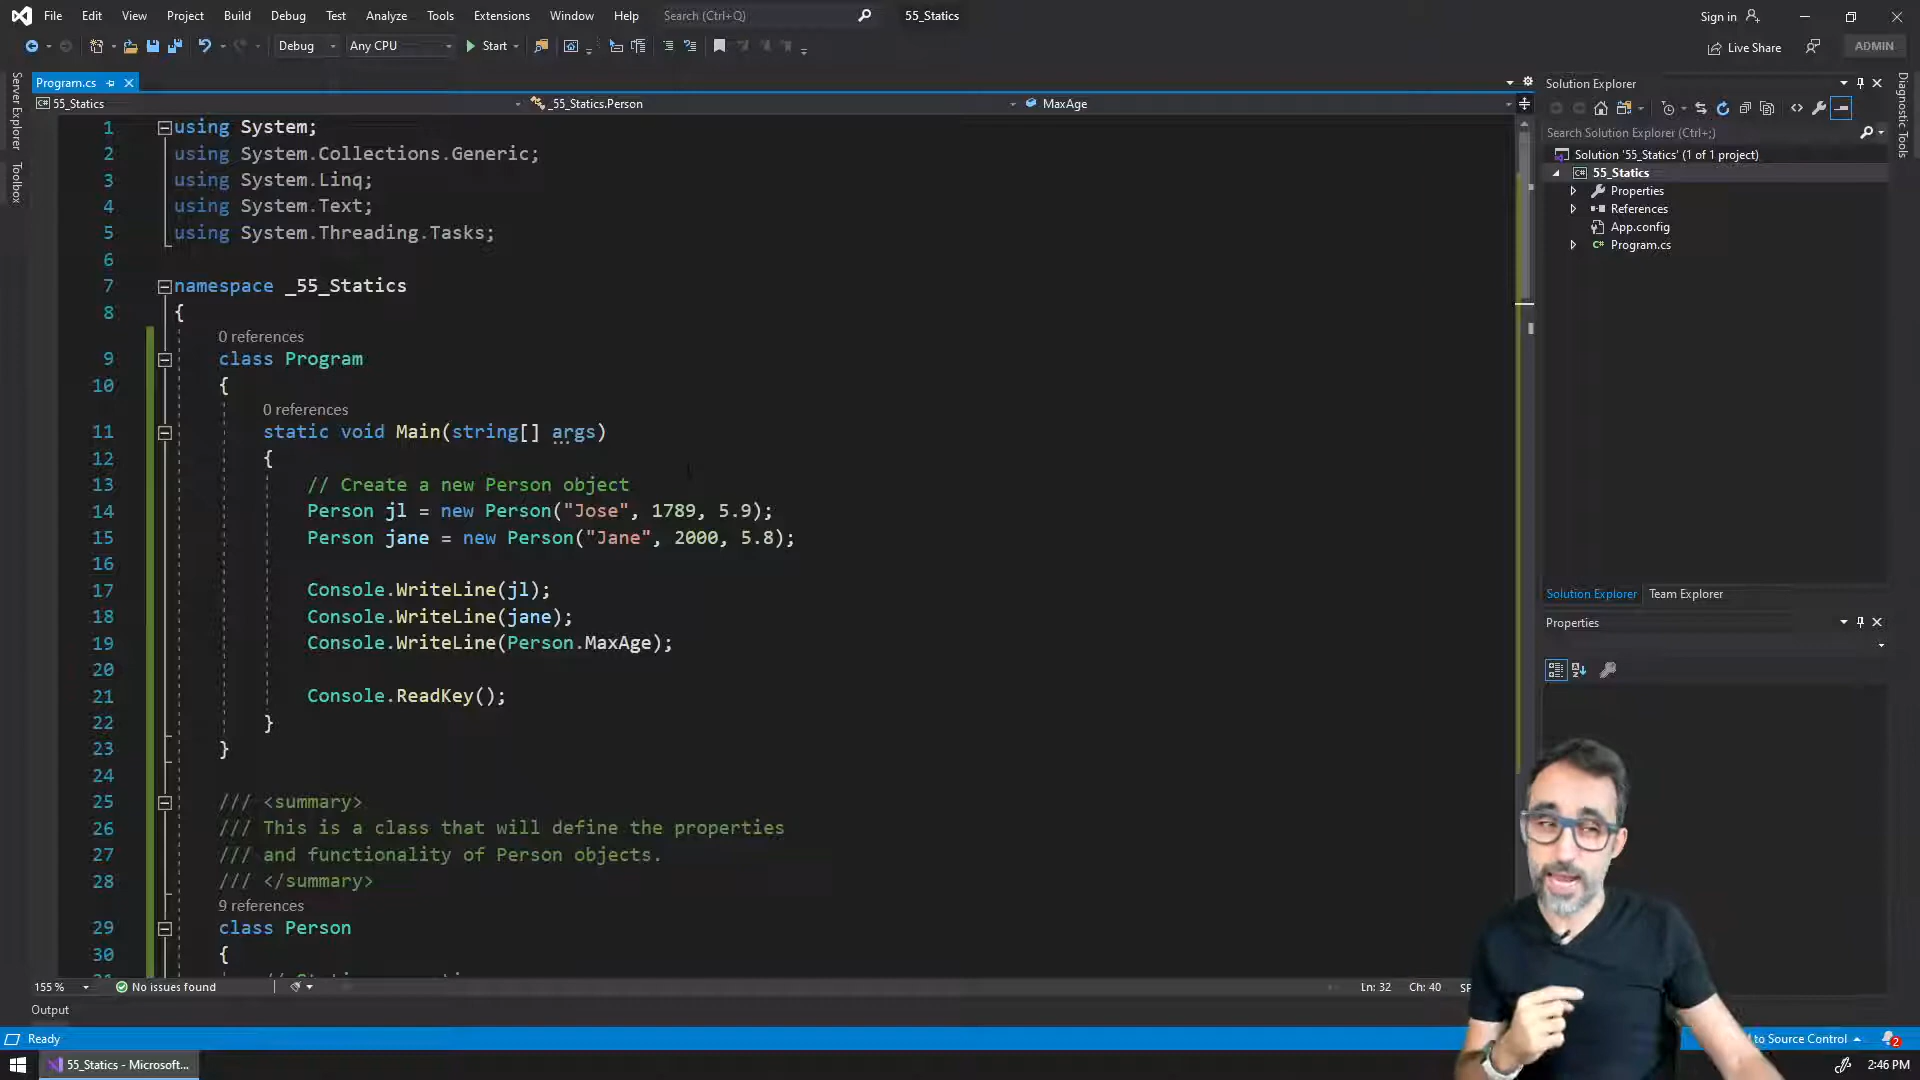 File Edit View Project Build Debug Test Analyze Tools Extensions Window Help Search (Ctrl+Q) 55_Statics Sign in
Debug Any CPU Start Live Share ADMIN
Server Explorer
Toolbox
Program.cs
55_Statics _55_Statics.Person MaxAge
1 using System;
2 using System.Collections.Generic;
3 using System.Linq;
4 using System.Text;
5 using System.Threading.Tasks;
6
7 namespace _55_Statics
8 {
0 references
9 class Program
10 {
0 references
11 static void Main(string[] args)
12 {
13 // Create a new Person object
14 Person jl = new Person("Jose", 1789, 5.9);
15 Person jane = new Person("Jane", 2000, 5.8);
16
17 Console.WriteLine(jl);
18 Console.WriteLine(jane);
19 Console.WriteLine(Person.MaxAge);
20
21 Console.ReadKey();
22 }
23 }
24
25 /// <summary>
26 /// This is a class that will define the properties
27 /// and functionality of Person objects.
28 /// </summary>
9 references
29 class Person
30 {
155 % No issues found Ln: 32 Ch: 40
Output
Ready
to Source Control 2
55_Statics - Microsoft...
2:46 PM
Solution Explorer
Search Solution Explorer (Ctrl+;)
Solution '55_Statics' (1 of 1 project)
55_Statics
Properties
References
App.config
C# Program.cs
Solution Explorer Team Explorer
Properties
Diagnostic Tools